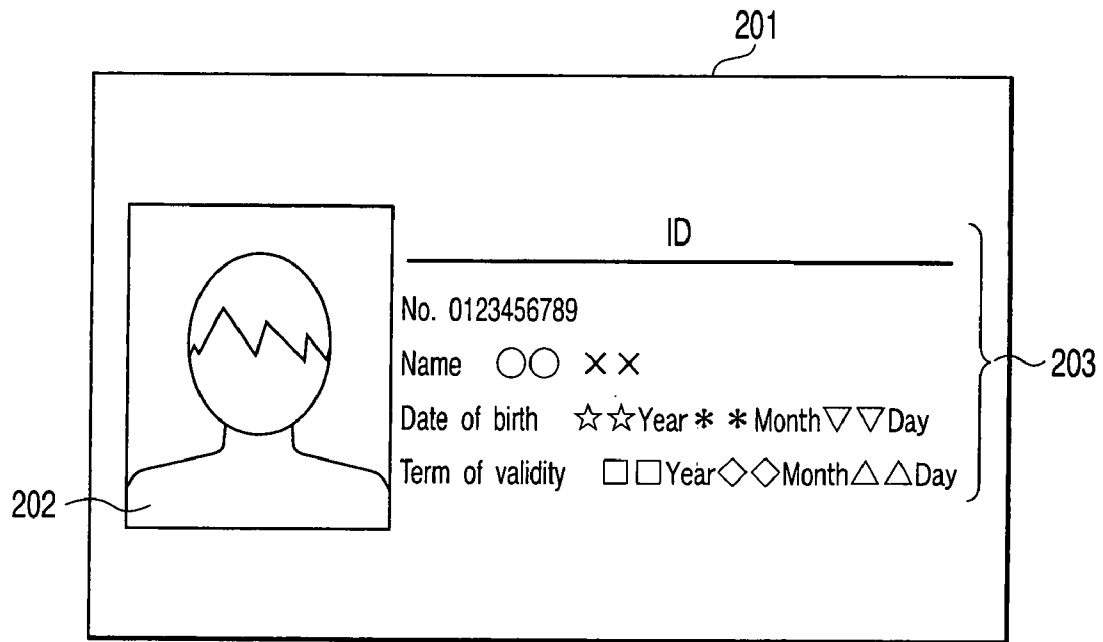 201
ID
No. 0123456789
Name ○○ ××
Date of birth ☆☆Year＊＊Month▽▽Day
Term of validity □□Year◇◇Month△△Day
203
202